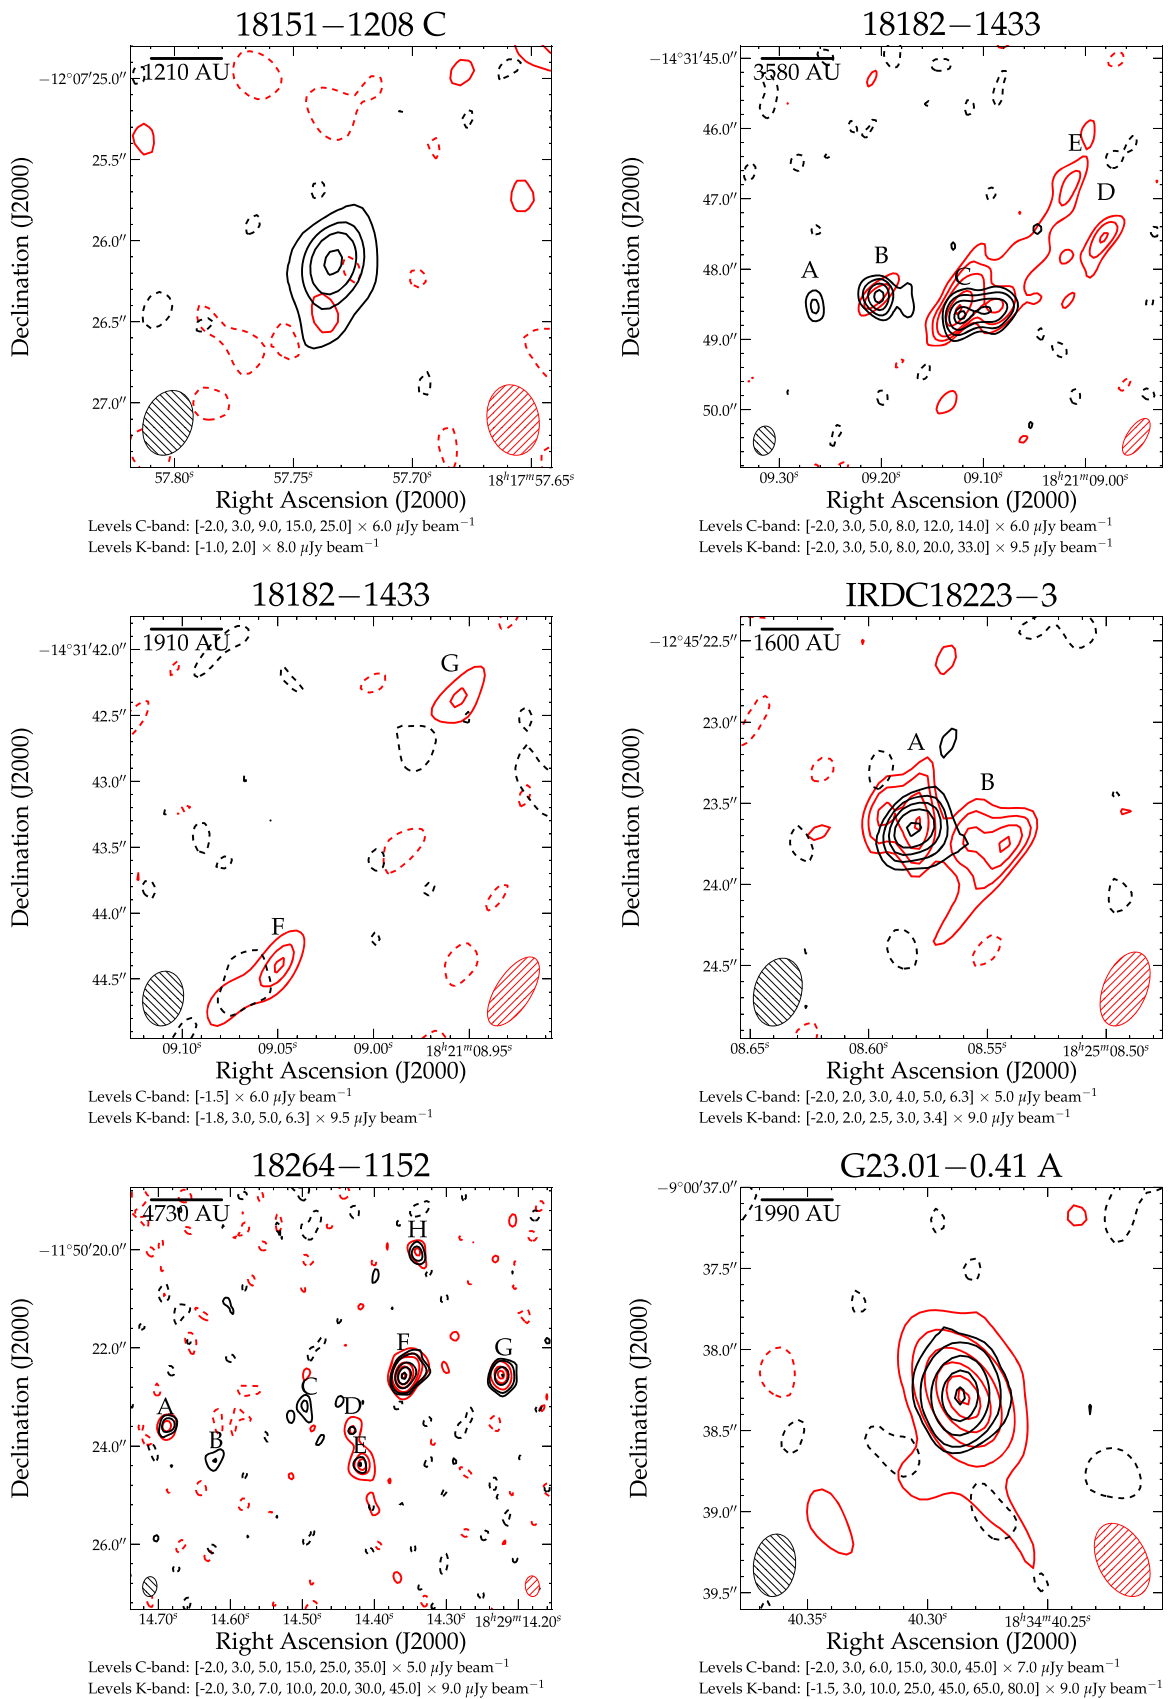 18151−1208 C
1210 AU
−12°07′25.0″
25.5″
26.0″
26.5″
27.0″
Declination (J2000)
57.80ˢ
57.75ˢ
57.70ˢ
18ʰ17ᵐ57.65ˢ
Right Ascension (J2000)
Levels C-band: [-2.0, 3.0, 9.0, 15.0, 25.0] × 6.0 μJy beam⁻¹
Levels K-band: [-1.0, 2.0] × 8.0 μJy beam⁻¹
18182−1433
3580 AU
−14°31′45.0″
46.0″
47.0″
48.0″
49.0″
50.0″
Declination (J2000)
A
B
C
D
E
09.30ˢ
09.20ˢ
09.10ˢ
18ʰ21ᵐ09.00ˢ
Right Ascension (J2000)
Levels C-band: [-2.0, 3.0, 5.0, 8.0, 12.0, 14.0] × 6.0 μJy beam⁻¹
Levels K-band: [-2.0, 3.0, 5.0, 8.0, 20.0, 33.0] × 9.5 μJy beam⁻¹
18182−1433
1910 AU
−14°31′42.0″
42.5″
43.0″
43.5″
44.0″
44.5″
Declination (J2000)
G
F
09.10ˢ
09.05ˢ
09.00ˢ
18ʰ21ᵐ08.95ˢ
Right Ascension (J2000)
Levels C-band: [-1.5] × 6.0 μJy beam⁻¹
Levels K-band: [-1.8, 3.0, 5.0, 6.3] × 9.5 μJy beam⁻¹
IRDC18223−3
1600 AU
−12°45′22.5″
23.0″
23.5″
24.0″
24.5″
Declination (J2000)
A
B
08.65ˢ
08.60ˢ
08.55ˢ
18ʰ25ᵐ08.50ˢ
Right Ascension (J2000)
Levels C-band: [-2.0, 2.0, 3.0, 4.0, 5.0, 6.3] × 5.0 μJy beam⁻¹
Levels K-band: [-2.0, 2.0, 2.5, 3.0, 3.4] × 9.0 μJy beam⁻¹
18264−1152
4730 AU
−11°50′20.0″
22.0″
24.0″
26.0″
Declination (J2000)
H
F
G
C
A
D
B
E
14.70ˢ
14.60ˢ
14.50ˢ
14.40ˢ
14.30ˢ
18ʰ29ᵐ14.20ˢ
Right Ascension (J2000)
Levels C-band: [-2.0, 3.0, 5.0, 15.0, 25.0, 35.0] × 5.0 μJy beam⁻¹
Levels K-band: [-2.0, 3.0, 7.0, 10.0, 20.0, 30.0, 45.0] × 9.0 μJy beam⁻¹
G23.01−0.41 A
1990 AU
−9°00′37.0″
37.5″
38.0″
38.5″
39.0″
39.5″
Declination (J2000)
40.35ˢ
40.30ˢ
18ʰ34ᵐ40.25ˢ
Right Ascension (J2000)
Levels C-band: [-2.0, 3.0, 6.0, 15.0, 30.0, 45.0] × 7.0 μJy beam⁻¹
Levels K-band: [-1.5, 3.0, 10.0, 25.0, 45.0, 65.0, 80.0] × 9.0 μJy beam⁻¹